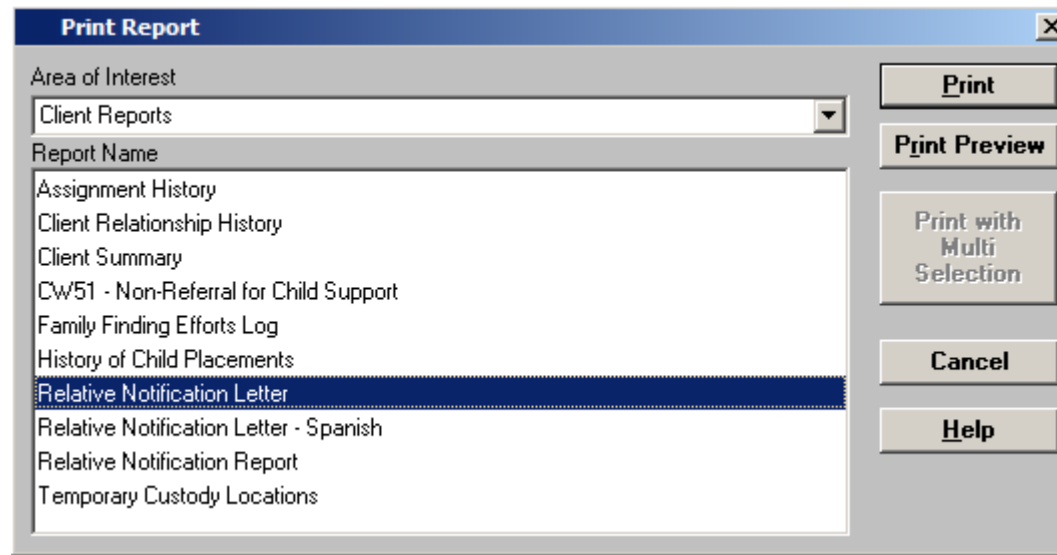 Print Report
Area of Interest
Client Reports
Report Name
Assignment History
Client Relationship History
Client Summary
CW51 - Non-Referral for Child Support
Family Finding Efforts Log
History of Child Placements
Relative Notification Letter
Relative Notification Letter - Spanish
Relative Notification Report
Temporary Custody Locations
Print
Print Preview
Print with
Multi
Selection
Cancel
Help